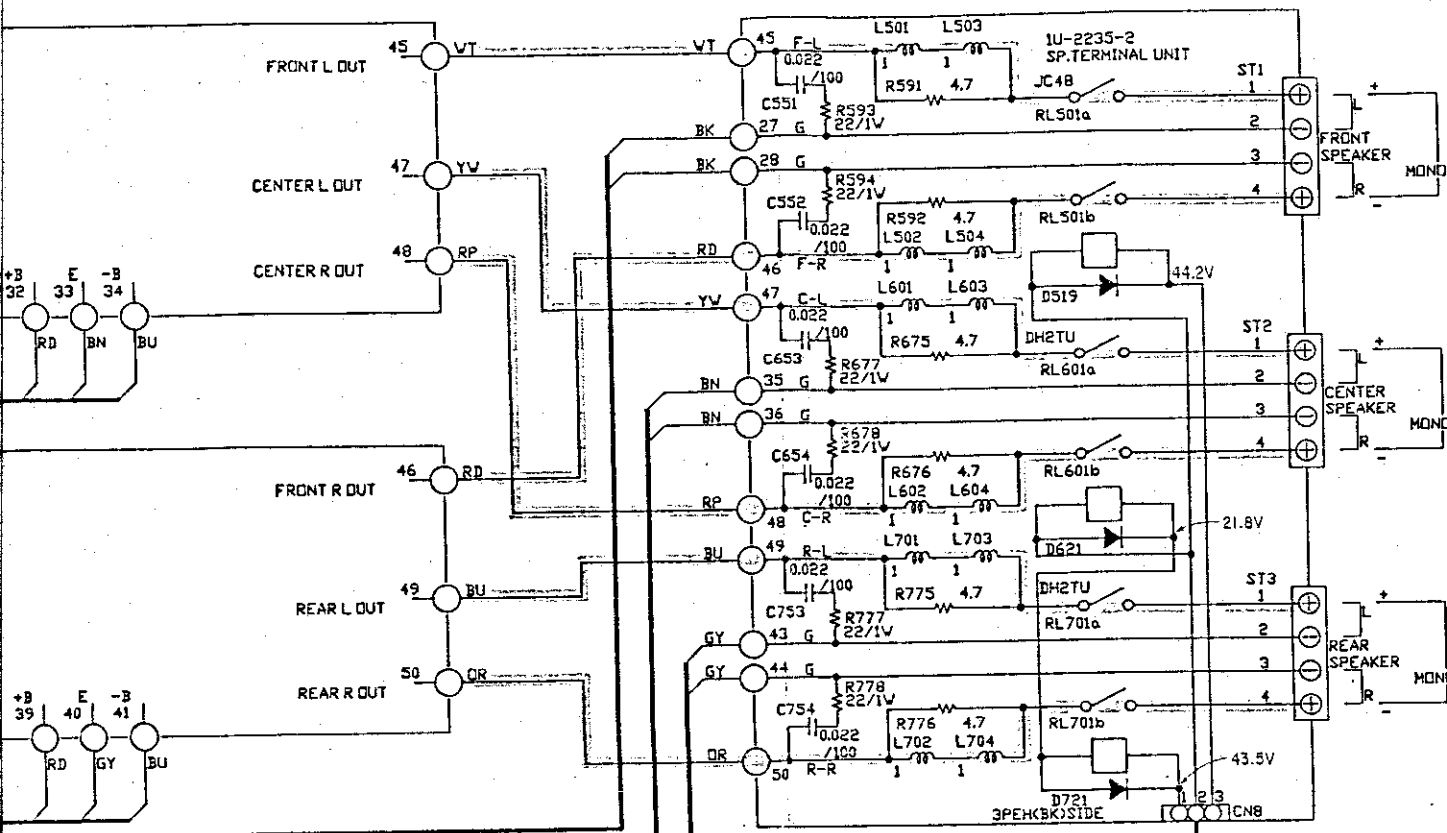 45 WT WT 45 F-L L501 L503 1U-2235-2
SP.TERMINAL UNIT
FRONT L OUT
0.022 /100 1 1
R591 4.7 JC48 ST1
C551 R593 22/1W RL501a 1 + L
BK 27 G 2 FRONT
SPEAKER
MONO
BK 28 G 3
47 YW
CENTER L OUT
R594 22/1W 4 R -
C552 0.022 /100 R592 4.7 RL501b
L502 L504
48 RP RD 46 F-R 1 1
CENTER R OUT
44.2V
D519
+B E -B
32 33 34
RD BN BU
YW 47 C-L L601 L603
0.022 /100 1 1
R675 4.7 DH2TU ST2
C653 R677 22/1W RL601a 1 + L
BN 35 G 2 CENTER
SPEAKER
MONO
BN 36 G 3
R678 22/1W 4 R -
C654 0.022 /100 R676 4.7 RL601b
L602 L604
46 RD
FRONT R OUT
RP 48 C-R 1 1
21.8V
D621
BU 49 R-L L701 L703
0.022 /100 1 1
49 BU
REAR L OUT
R775 4.7 DH2TU ST3
C753 R777 22/1W RL701a 1 + L
GY 43 G 2 REAR
SPEAKER
GY 44 G 3
50 OR
REAR R OUT
R778 22/1W 4 R -
C754 0.022 /100 R776 4.7 RL701b
L702 L704
+B E -B
39 40 41
RD GY BU
OR 50 R-R 1 1
43.5V
D721
3PEH(BK)SIDE 1 2 3 CN8